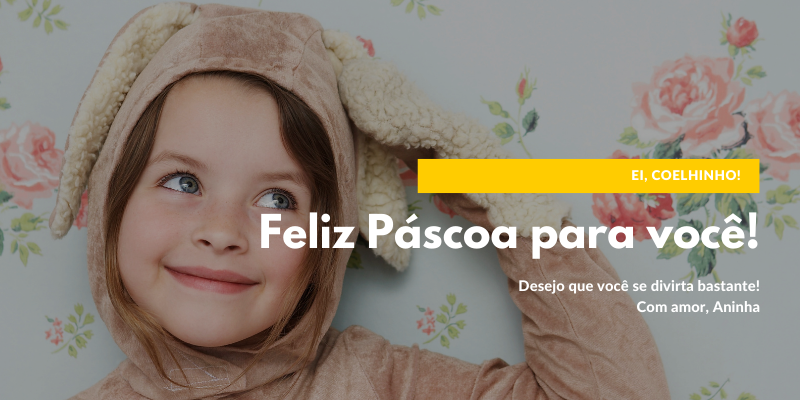 EI, COELHINHO!
Feliz Páscoa para você!
Desejo que você se divirta bastante!
Com amor, Aninha